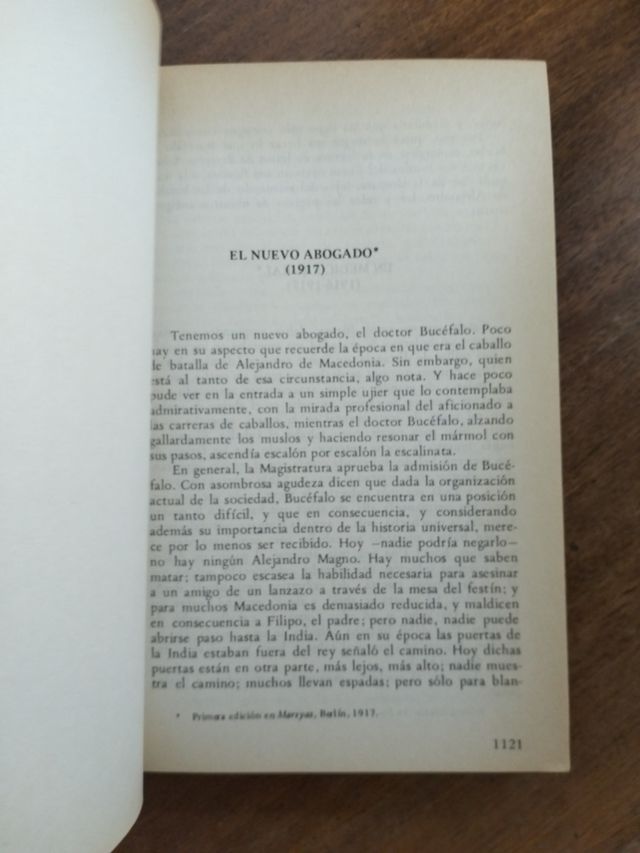 EL NUEVO ABOGADO*
(1917)
Tenemos un nuevo abogado, el doctor Bucéfalo. Poco
hay en su aspecto que recuerde la época en que era el caballo
de batalla de Alejandro de Macedonia. Sin embargo, quien
está al tanto de esa circunstancia, algo nota. Y hace poco
pude ver en la entrada a un simple ujier que lo contemplaba
admirativamente, con la mirada profesional del aficionado a
las carreras de caballos, mientras el doctor Bucéfalo, alzando
gallardamente los muslos y haciendo resonar el mármol con
sus pasos, ascendía escalón por escalón la escalinata.
En general, la Magistratura aprueba la admisión de Bucé-
falo. Con asombrosa agudeza dicen que dada la organización
actual de la sociedad, Bucéfalo se encuentra en una posición
un tanto difícil, y que en consecuencia, y considerando
además su importancia dentro de la historia universal, mere-
ce por lo menos ser recibido. Hoy —nadie podría negarlo—
no hay ningún Alejandro Magno. Hay muchos que saben
matar; tampoco escasea la habilidad necesaria para asesinar
a un amigo de un lanzazo a través de la mesa del festín; y
para muchos Macedonia es demasiado reducida, y maldicen
en consecuencia a Filipo, el padre; pero nadie, nadie puede
abrirse paso hasta la India. Aún en su época las puertas de
la India estaban fuera del rey señaló el camino. Hoy dichas
puertas están en otra parte, más lejos, más alto; nadie mues-
tra el camino; muchos llevan espadas; pero sólo para blan-
* Primera edición en Marsyas, Berlín, 1917.
1121